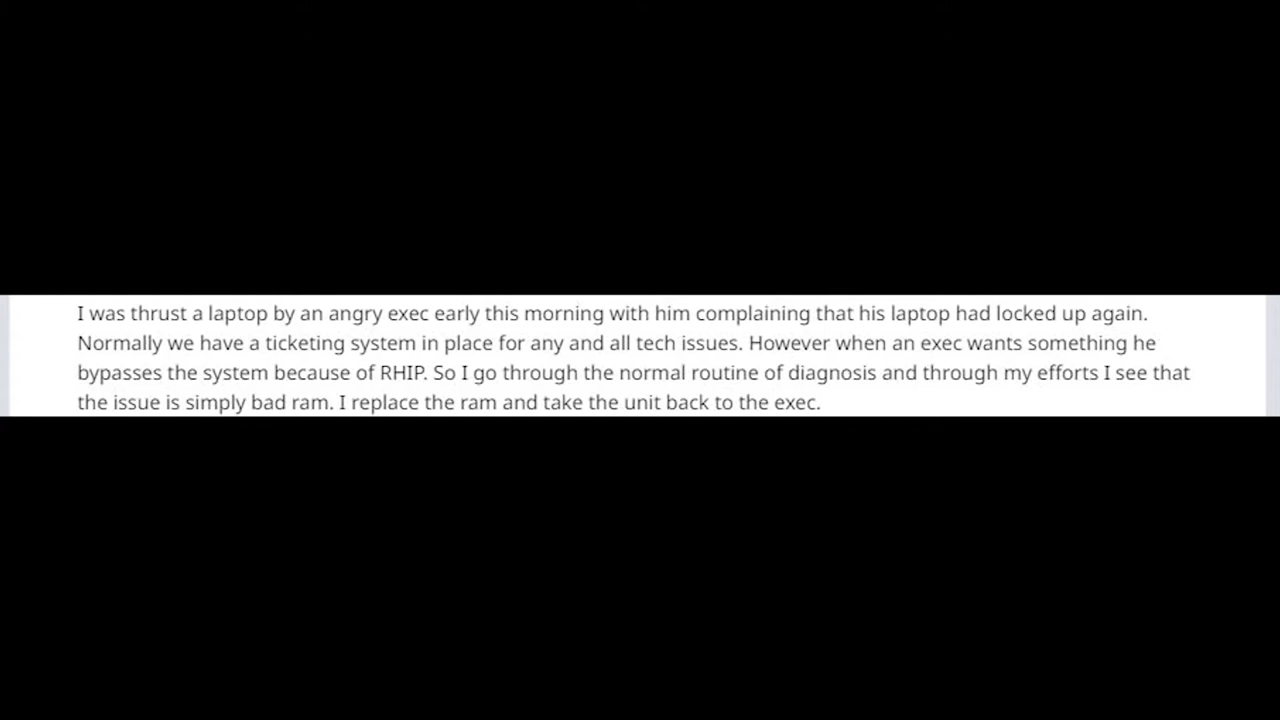 I was thrust a laptop by an angry exec early this morning with him complaining that his laptop had locked up again.
Normally we have a ticketing system in place for any and all tech issues. However when an exec wants something he
bypasses the system because of RHIP. So I go through the normal routine of diagnosis and through my efforts I see that
the issue is simply bad ram. I replace the ram and take the unit back to the exec.